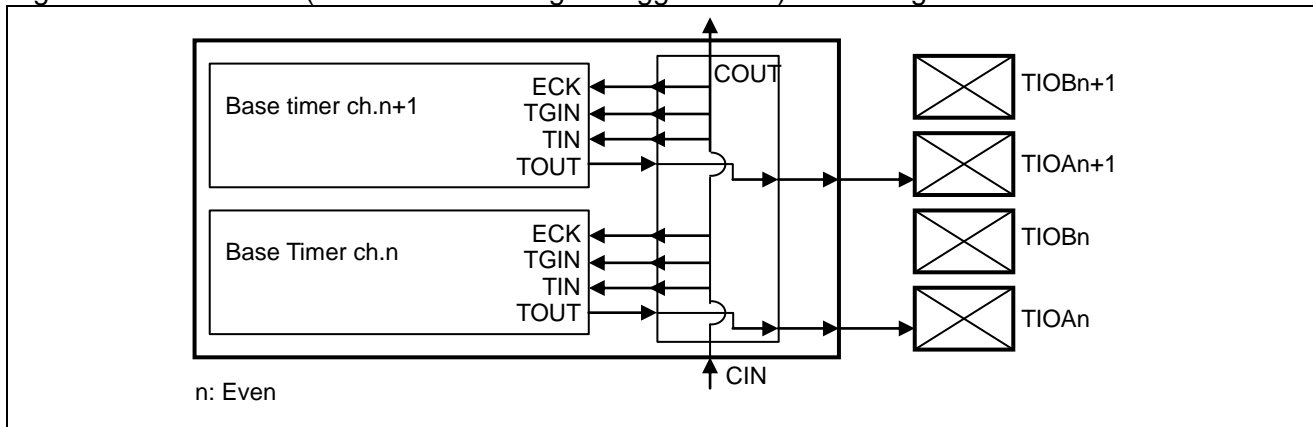 COUT
ECK
TIOBn+1
Base timer ch.n+1
TGIN
TIN
TOUT
TIOAn+1
ECK
TIOBn
Base Timer ch.n
TGIN
TIN
TOUT
TIOAn
CIN
n: Even